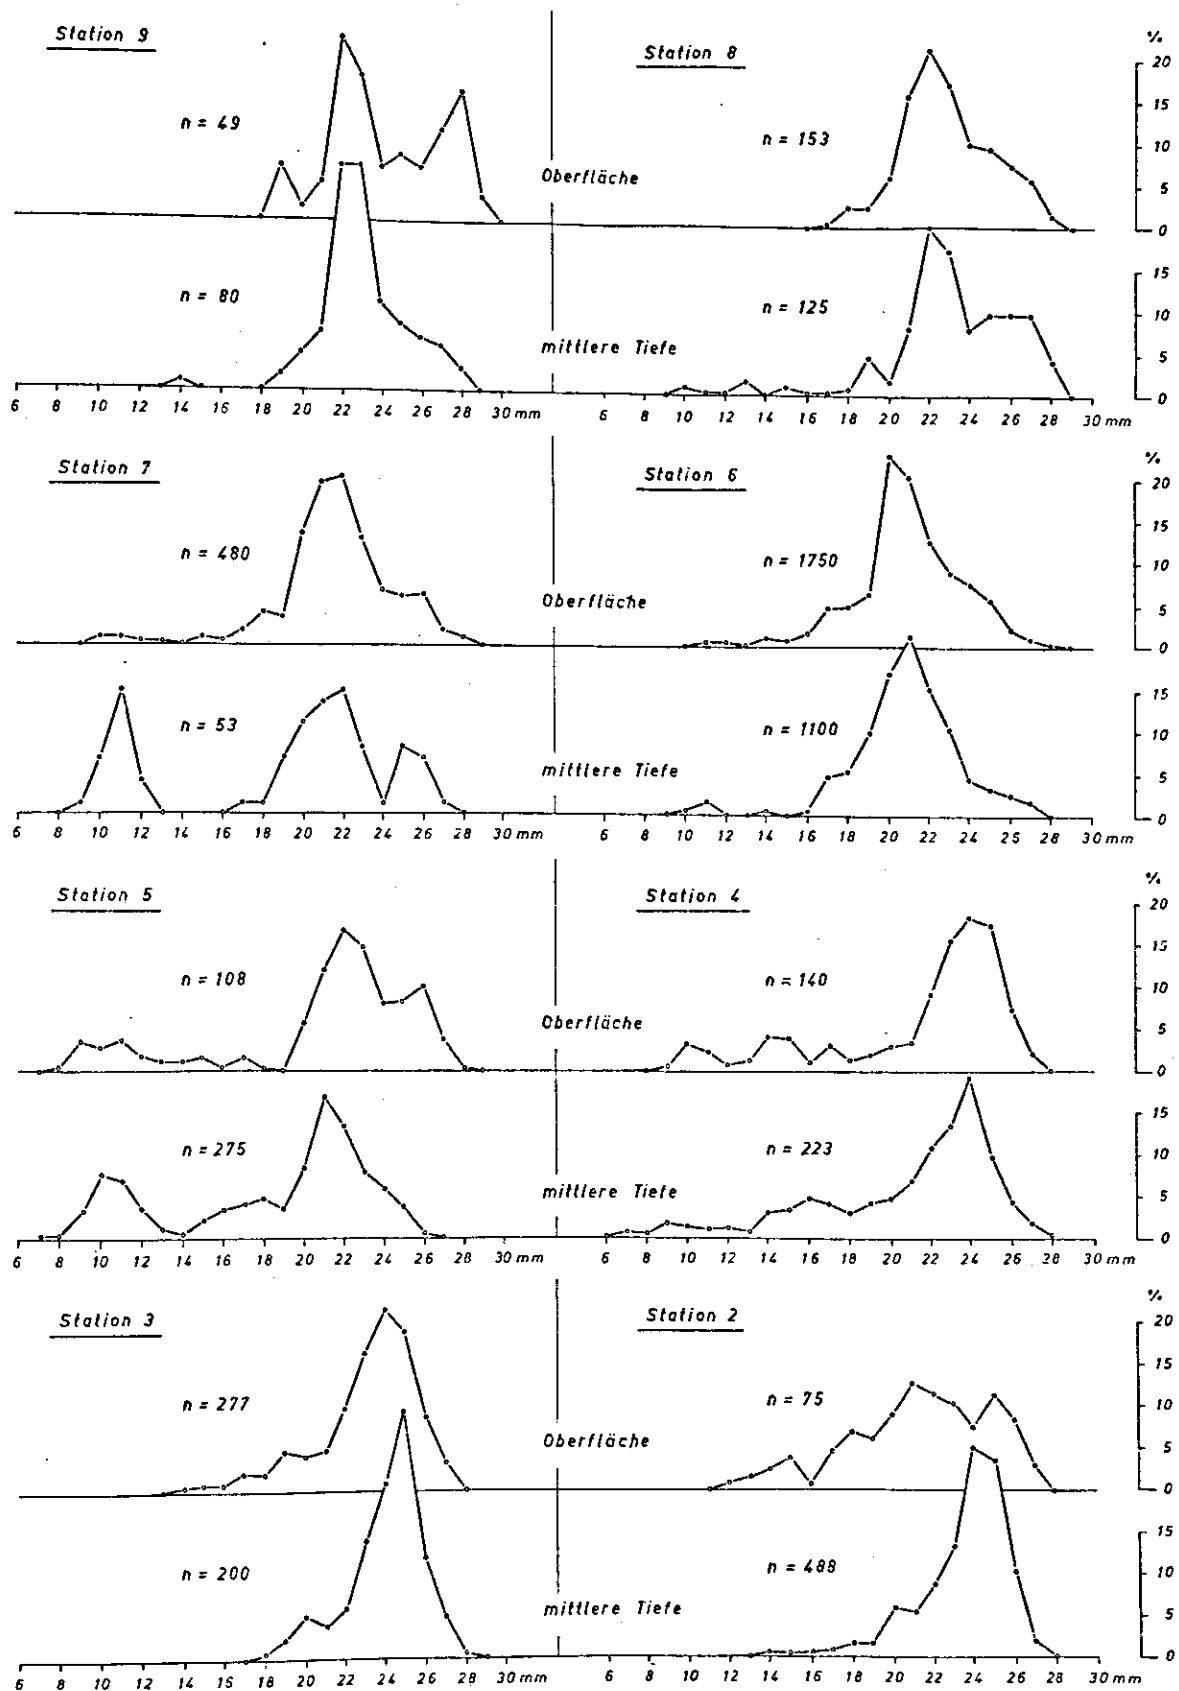 Station 9
Station 8
%
20
n = 49
15
n = 153
10
Oberfläche
5
0
15
n = 80
n = 125
10
mittlere Tiefe
5
0
6 8 10 12 14 16 18 20 22 24 26 28 30 mm 6 8 10 12 14 16 18 20 22 24 26 28 30 mm
Station 7
Station 6
%
20
15
n = 480
n = 1750
10
Oberfläche
5
0
15
n = 53
n = 1100
10
mittlere Tiefe
5
0
6 8 10 12 14 16 18 20 22 24 26 28 30 mm 6 8 10 12 14 16 18 20 22 24 26 28 30 mm
Station 5
Station 4
%
20
15
n = 108
n = 140
10
Oberfläche
5
0
15
n = 275
n = 223
10
mittlere Tiefe
5
0
6 8 10 12 14 16 18 20 22 24 26 28 30 mm 6 8 10 12 14 16 18 20 22 24 26 28 30 mm
Station 3
Station 2
%
20
15
n = 277
n = 75
10
Oberfläche
5
0
15
n = 200
n = 488
10
mittlere Tiefe
5
0
6 8 10 12 14 16 18 20 22 24 26 28 30 mm 6 8 10 12 14 16 18 20 22 24 26 28 30 mm